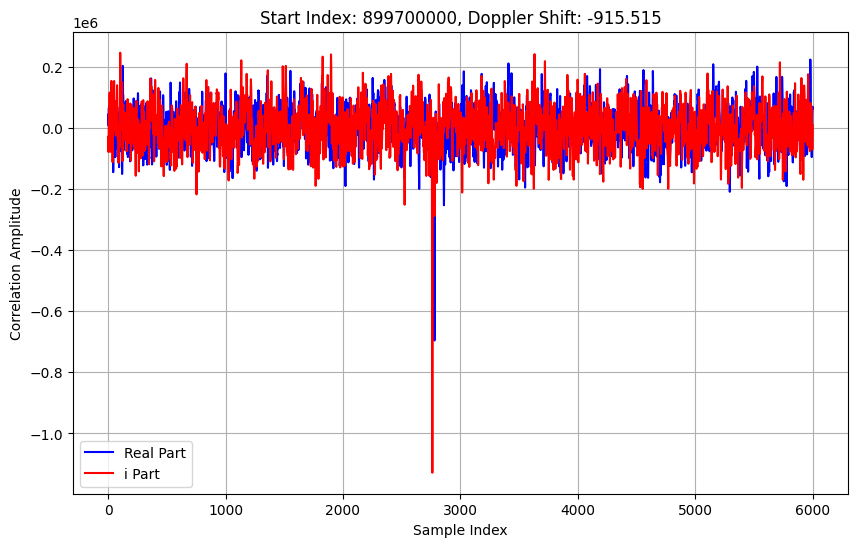 Start Index: 899700000, Doppler Shift: -915.515
1e6
0.2
0.0
−0.2
−0.4
−0.6
−0.8
−1.0
Correlation Amplitude
Real Part
i Part
0 1000 2000 3000 4000 5000 6000
Sample Index